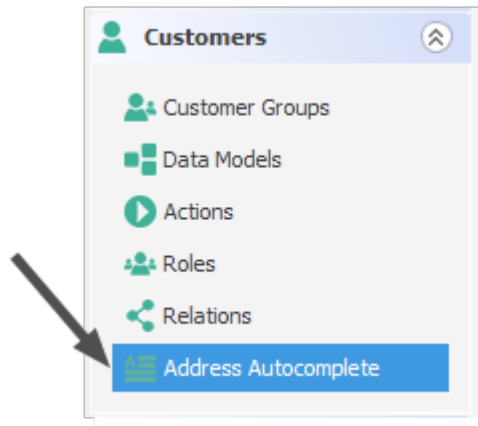 Customers
Customer Groups
Data Models
Actions
Roles
Relations
Address Autocomplete